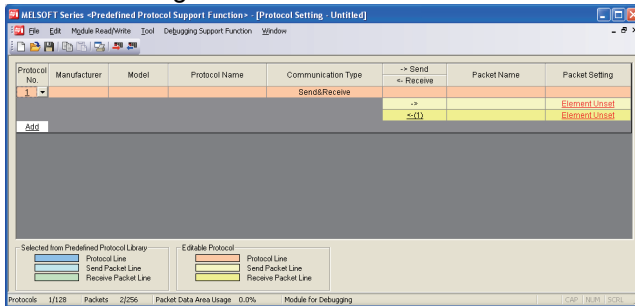 MELSOFT Series <Predefined Protocol Support Function> - [Protocol Setting - Untitled]
File Edit Module Read/Write Tool Debugging Support Function Window
Protocol No. Manufacturer Model Protocol Name Communication Type -> Send <- Receive Packet Name Packet Setting
1 Send&Receive
-> Element Unset
<-(1) Element Unset
Add
Selected from Predefined Protocol Library
Protocol Line
Send Packet Line
Receive Packet Line
Editable Protocol
Protocol Line
Send Packet Line
Receive Packet Line
Protocols 1/128 Packets 2/256 Packet Data Area Usage 0.0% Module for Debugging CAP NUM SCRL